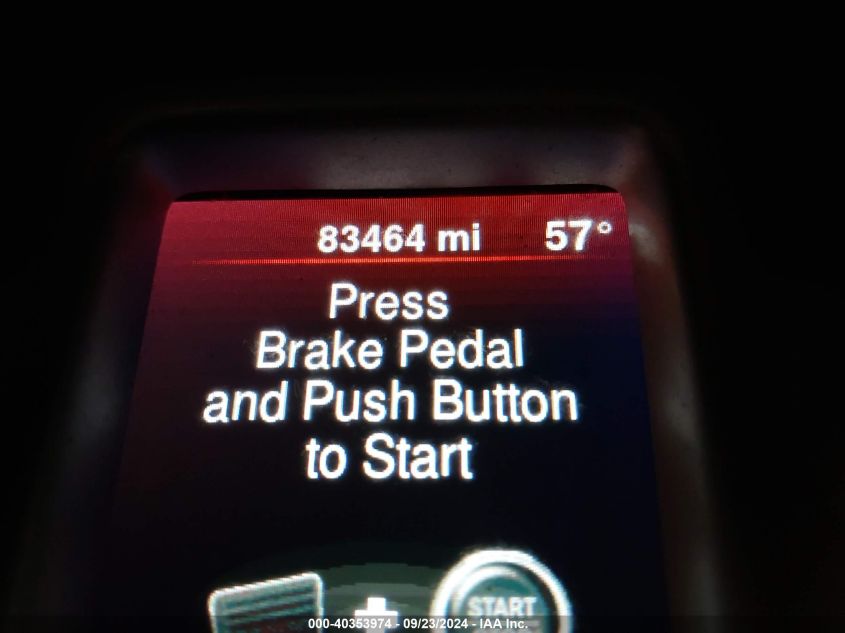 83464 mi 57°
Press
Brake Pedal
and Push Button
to Start
START
000-40353974 - 09/23/2024 - IAA Inc.